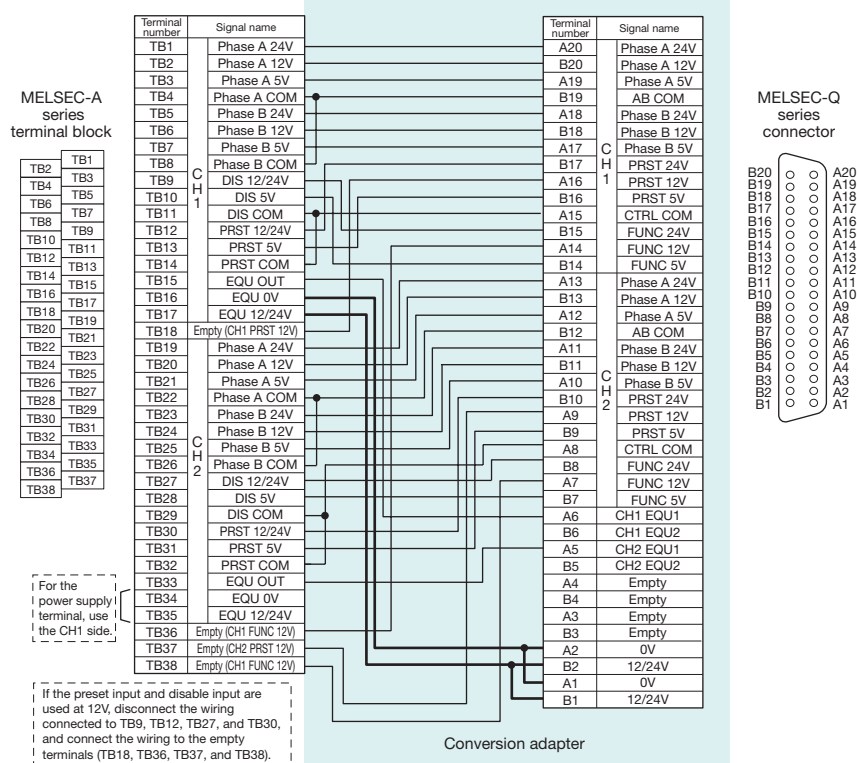 MELSEC-A
series
terminal block
TB1
TB2
TB3
TB4
TB5
TB6
TB7
TB8
TB9
TB10
TB11
TB12
TB13
TB14
TB15
TB16
TB17
TB18
TB19
TB20
TB21
TB22
TB23
TB24
TB25
TB26
TB27
TB28
TB29
TB30
TB31
TB32
TB33
TB34
TB35
TB36
TB37
TB38
Terminal number Signal name
CH1
TB1 Phase A 24V
TB2 Phase A 12V
TB3 Phase A 5V
TB4 Phase A COM
TB5 Phase B 24V
TB6 Phase B 12V
TB7 Phase B 5V
TB8 Phase B COM
TB9 DIS 12/24V
TB10 DIS 5V
TB11 DIS COM
TB12 PRST 12/24V
TB13 PRST 5V
TB14 PRST COM
TB15 EQU OUT
TB16 EQU 0V
TB17 EQU 12/24V
TB18 Empty (CH1 PRST 12V)
CH2
TB19 Phase A 24V
TB20 Phase A 12V
TB21 Phase A 5V
TB22 Phase A COM
TB23 Phase B 24V
TB24 Phase B 12V
TB25 Phase B 5V
TB26 Phase B COM
TB27 DIS 12/24V
TB28 DIS 5V
TB29 DIS COM
TB30 PRST 12/24V
TB31 PRST 5V
TB32 PRST COM
TB33 EQU OUT
TB34 EQU 0V
TB35 EQU 12/24V
TB36 Empty (CH1 FUNC 12V)
TB37 Empty (CH2 PRST 12V)
TB38 Empty (CH1 FUNC 12V)
For the
power supply
terminal, use
the CH1 side.
If the preset input and disable input are
used at 12V, disconnect the wiring
connected to TB9, TB12, TB27, and TB30,
and connect the wiring to the empty
terminals (TB18, TB36, TB37, and TB38).
Terminal number Signal name
CH1
A20 Phase A 24V
B20 Phase A 12V
A19 Phase A 5V
B19 AB COM
A18 Phase B 24V
B18 Phase B 12V
A17 Phase B 5V
B17 PRST 24V
A16 PRST 12V
B16 PRST 5V
A15 CTRL COM
B15 FUNC 24V
A14 FUNC 12V
B14 FUNC 5V
CH2
A13 Phase A 24V
B13 Phase A 12V
A12 Phase A 5V
B12 AB COM
A11 Phase B 24V
B11 Phase B 12V
A10 Phase B 5V
B10 PRST 24V
A9 PRST 12V
B9 PRST 5V
A8 CTRL COM
B8 FUNC 24V
A7 FUNC 12V
B7 FUNC 5V
A6 CH1 EQU1
B6 CH1 EQU2
A5 CH2 EQU1
B5 CH2 EQU2
A4 Empty
B4 Empty
A3 Empty
B3 Empty
A2 0V
B2 12/24V
A1 0V
B1 12/24V
Conversion adapter
MELSEC-Q
series
connector
B20 A20
B19 A19
B18 A18
B17 A17
B16 A16
B15 A15
B14 A14
B13 A13
B12 A12
B11 A11
B10 A10
B9 A9
B8 A8
B7 A7
B6 A6
B5 A5
B4 A4
B3 A3
B2 A2
B1 A1